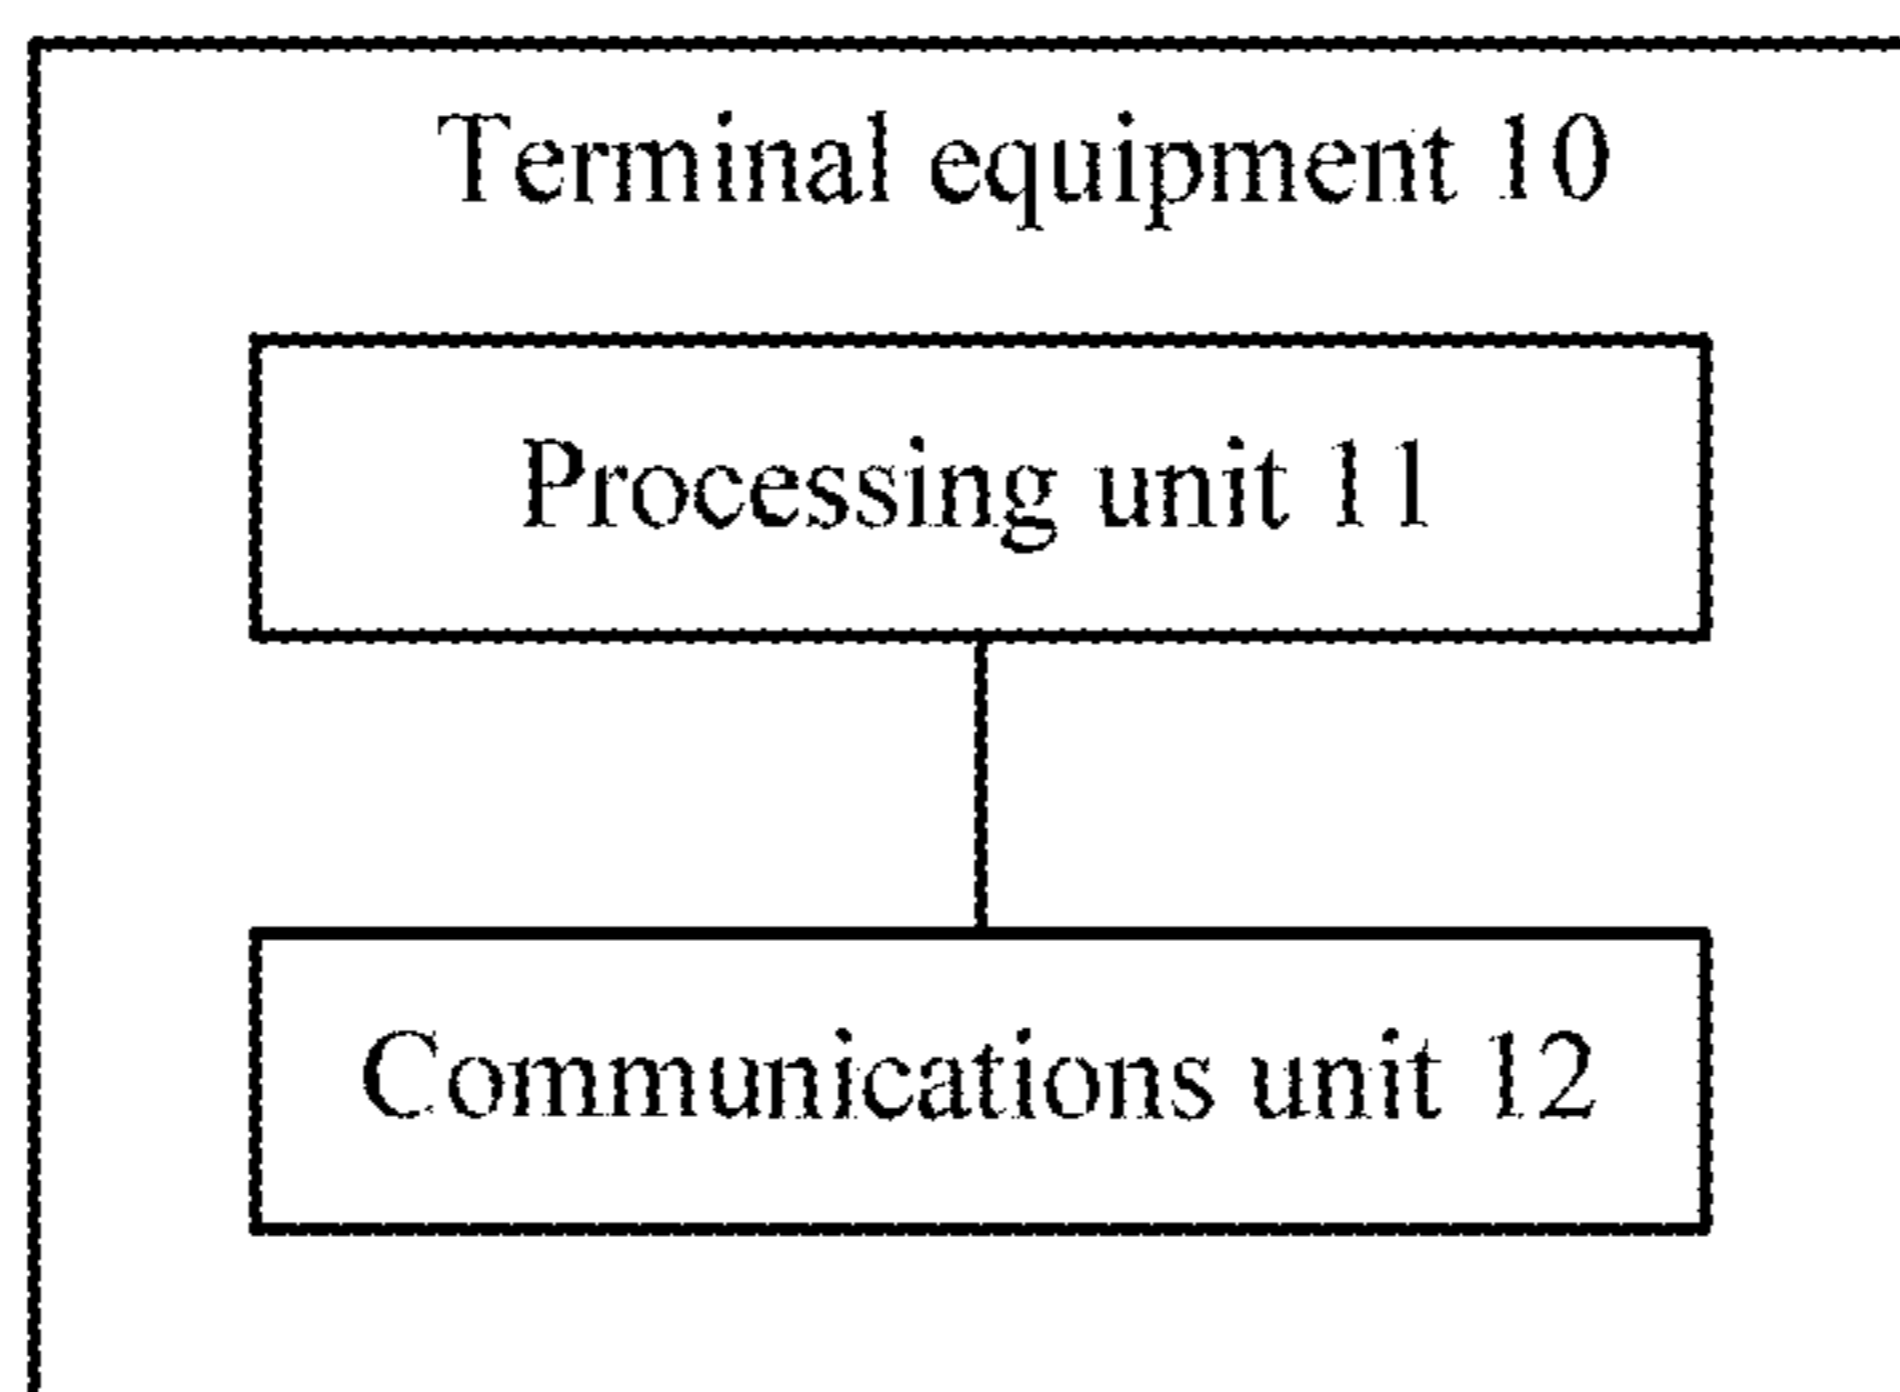 Terminal equipment 10
Processing unit 11
Communications unit 12